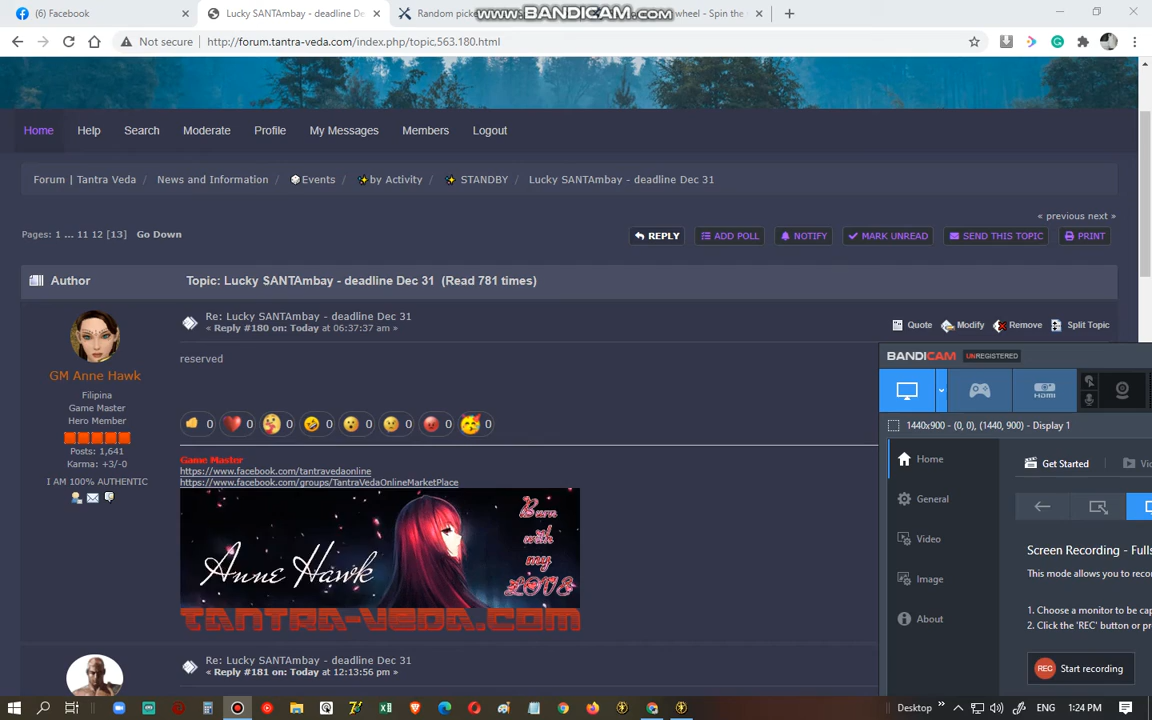 (6) Facebook
Lucky SANTAmbay - deadline De
Random picke
WWW.BANDICAM.COM
wheel - Spin the
Not secure
http://forum.tantra-veda.com/index.php/topic,563.180.html
Home
Help
Search
Moderate
Profile
My Messages
Members
Logout
Forum | Tantra Veda / News and Information / Events / by Activity / STANDBY / Lucky SANTAmbay - deadline Dec 31
« previous next »
Pages: 1 ... 11 12 [13] Go Down
REPLY
ADD POLL
NOTIFY
MARK UNREAD
SEND THIS TOPIC
PRINT
Author
Topic: Lucky SANTAmbay - deadline Dec 31 (Read 781 times)
GM Anne Hawk
Filipina
Game Master
Hero Member
Posts: 1,641
Karma: +3/-0
I AM 100% AUTHENTIC
Re: Lucky SANTAmbay - deadline Dec 31
« Reply #180 on: Today at 06:37:37 am »
Quote
Modify
Remove
Split Topic
reserved
0 0 0 0 0 0 0 0
Game Master
https://www.facebook.com/tantravedaonline
https://www.facebook.com/groups/TantraVedaOnlineMarketPlace
Anne Hawk
Burn
with
my
LOVE
TANTRA-VEDA.COM
Re: Lucky SANTAmbay - deadline Dec 31
« Reply #181 on: Today at 12:13:56 pm »
BANDICAM
UNREGISTERED
HDMI
1440x900 - (0, 0), (1440, 900) - Display 1
Home
General
Video
Image
About
Get Started
Vid
Screen Recording - Fulls
This mode allows you to reco
1. Choose a monitor to be cap
2. Click the 'REC' button or pr
REC
Start recording
Desktop
ENG
1:24 PM